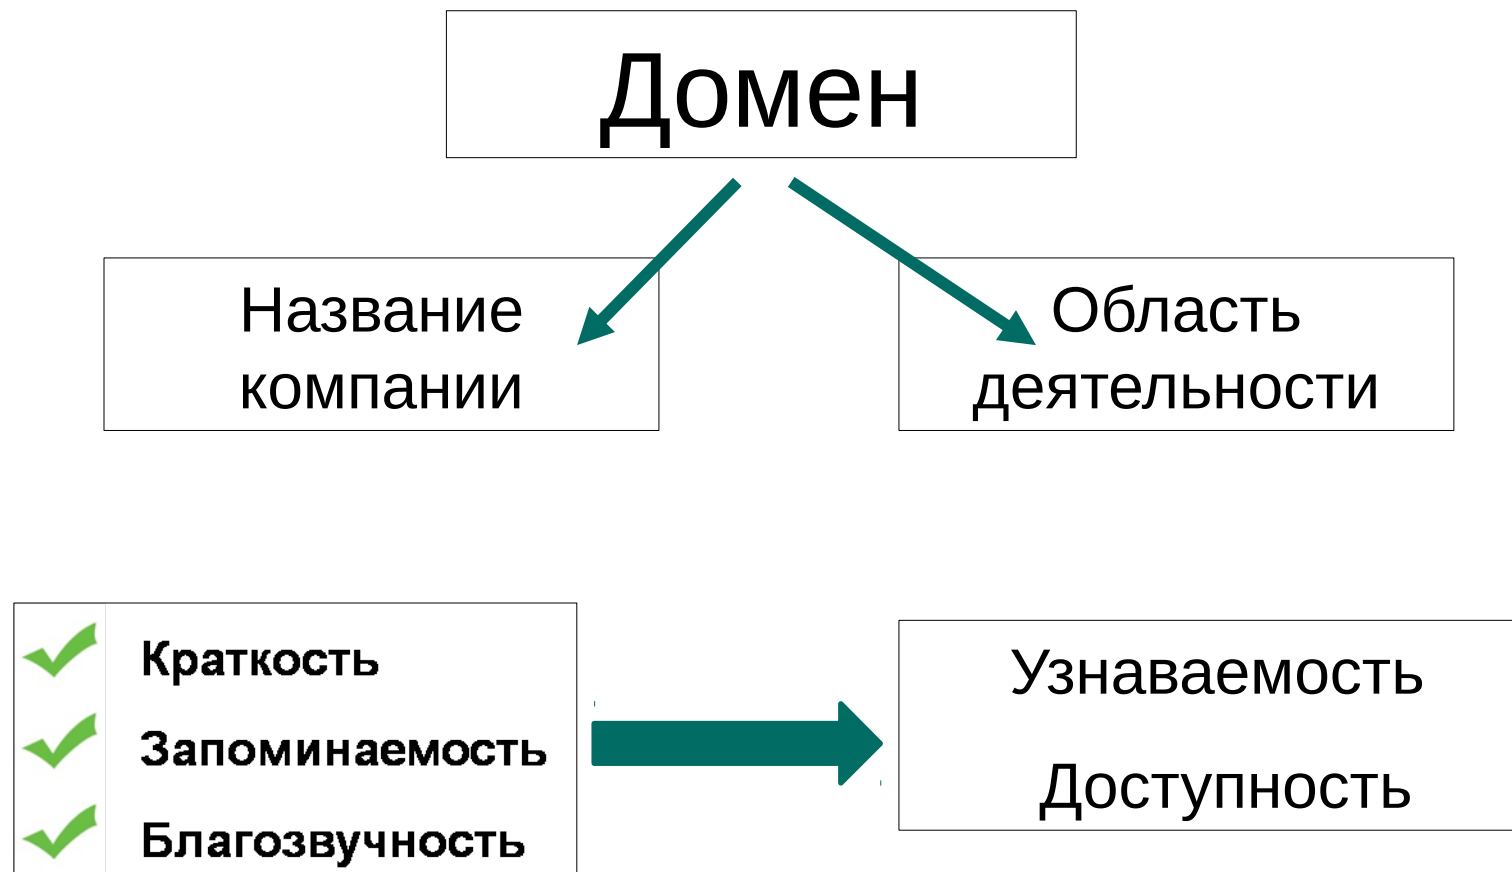 Домен
Название
компании
Область
деятельности
Краткость
Запоминаемость
Благозвучность
Узнаваемость
Доступность